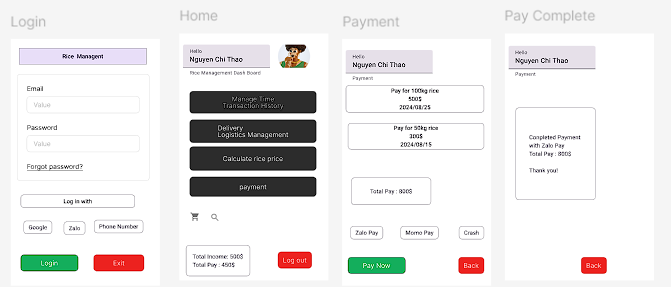 Login
Rice Managent
Email
Value
Password
Value
Forgot password?
Log in with
Google
Zalo
Phone Number
Login
Exit
Home
Hello
Nguyen Chi Thao
Rice Management Dash Board
Manage Time
Transaction History
Delivery
Logistics Management
Calculate rice price
payment
Total Income: 500$
Total Pay : 450$
Log out
Payment
Hello
Nguyen Chi Thao
Payment
Pay for 100kg rice
500$
2024/08/25
Pay for 50kg rice
300$
2024/08/15
Total Pay : 800$
Zalo Pay
Momo Pay
Crash
Pay Now
Back
Pay Complete
Hello
Nguyen Chi Thao
Payment
Conpleted Payment
with Zalo Pay
Total Pay : 800$
Thank you!
Back